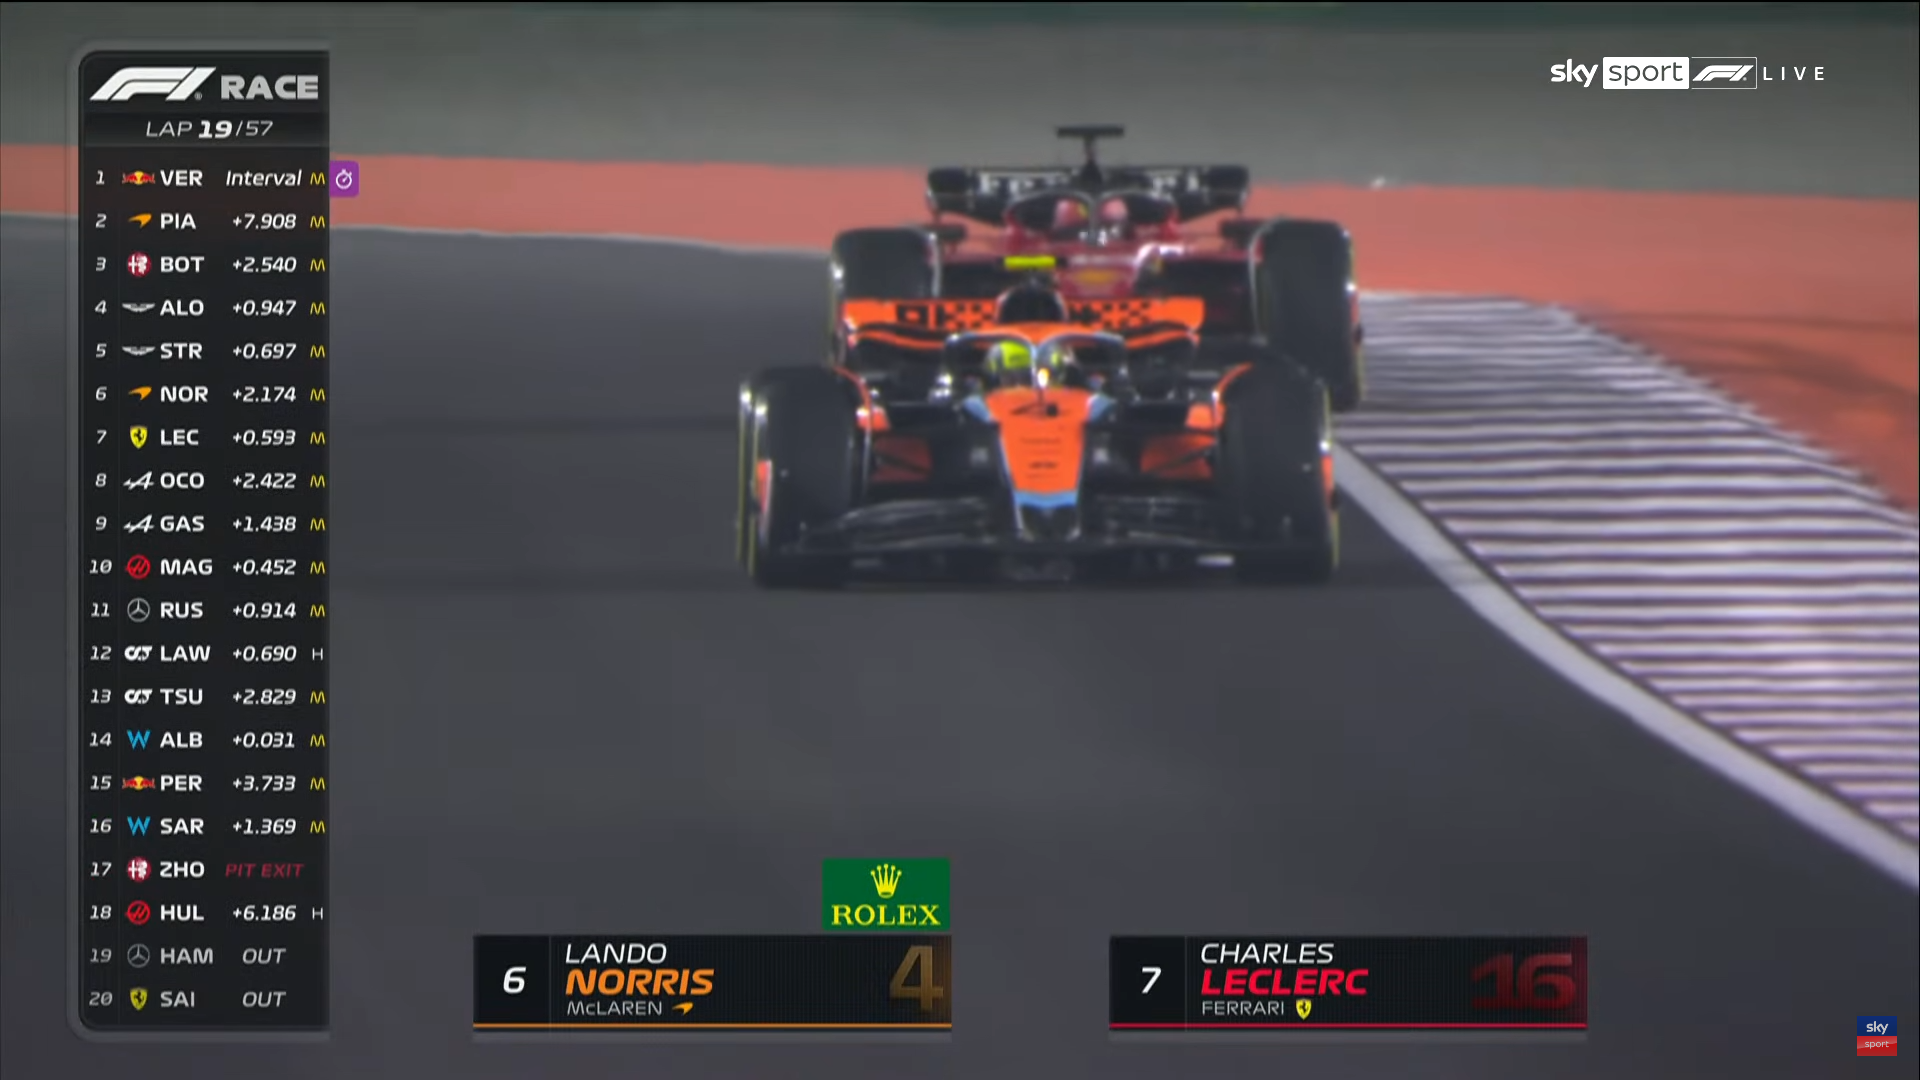 F1 RACE
LAP 19/57
1 VER Interval M
2 PIA +7.908 M
3 BOT +2.540 M
4 ALO +0.947 M
5 STR +0.697 M
6 NOR +2.174 M
7 LEC +0.593 M
8 OCO +2.422 M
9 GAS +1.438 M
10 MAG +0.452 M
11 RUS +0.914 M
12 LAW +0.690 H
13 TSU +2.829 M
14 ALB +0.031 M
15 PER +3.733 M
16 SAR +1.369 M
17 ZHO PIT EXIT
18 HUL +6.186 H
19 HAM OUT
20 SAI OUT
sky sport F1 LIVE
4
ROLEX
6 LANDO NORRIS 4
McLAREN
7 CHARLES LECLERC 16
FERRARI
sky
sport